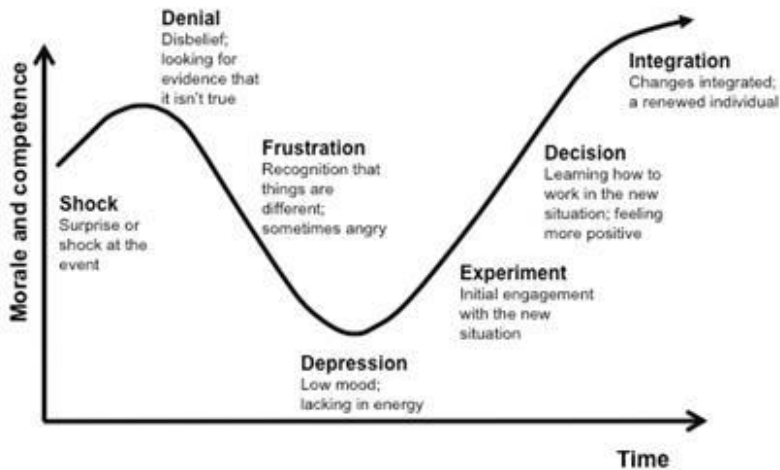 Denial
Disbelief;
looking for
evidence that
it isn't true
Integration
Changes integrated;
a renewed individual
Frustration
Recognition that
things are
different;
sometimes angry
Decision
Learning how to
work in the new
situation; feeling
more positive
Shock
Surprise or
shock at the
event
Experiment
Initial engagement
with the new
situation
Depression
Low mood;
lacking in energy
Morale and competence
Time